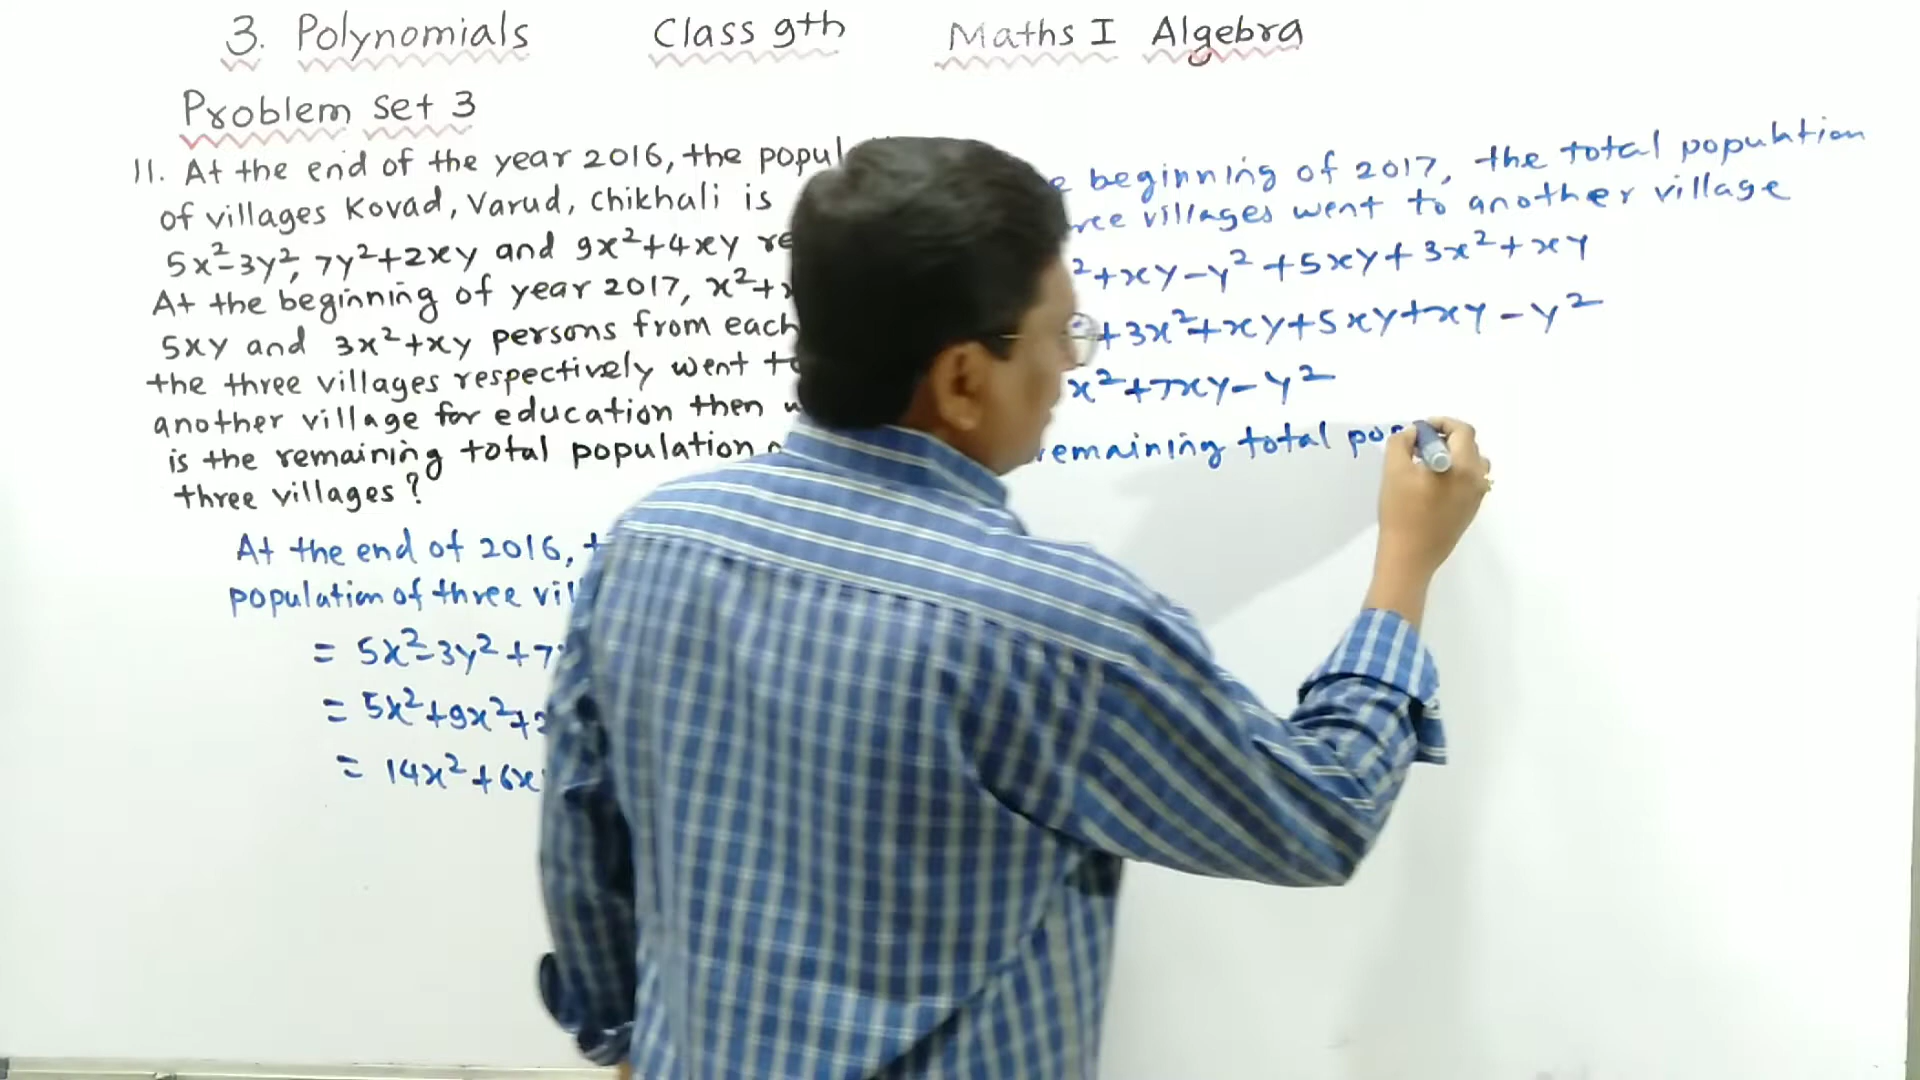 3. Polynomials Class 9th Maths I Algebra
Problem set 3
11. At the end of the year 2016, the popul
of villages Kovad, Varud, chikhali is
5x²-3y², 7y²+2xy and 9x²+4xy re
At the beginning of year 2017, x²+
5xy and 3x²+xy persons from each
the three villages respectively went to
another village for education then w
is the remaining total population
three villages?
At the end of 2016,
population of three vil
= 5x²-3y²+7
= 5x²+9x²+2
= 14x²+6x
beginning of 2017, the total population
villages went to another village
²+xy-y²+5xy+3x²+xy
+3x²+xy+5xy+xy-y²
x²+7xy-y²
remaining total pop